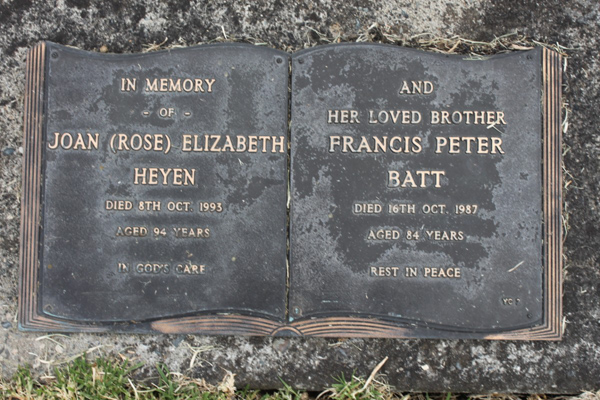 IN MEMORY
- OF -
JOAN (ROSE) ELIZABETH
HEYEN
DIED 8TH OCT. 1993
AGED 94 YEARS
IN GOD'S CARE
AND
HER LOVED BROTHER
FRANCIS PETER
BATT
DIED 16TH OCT. 1987
AGED 84 YEARS
REST IN PEACE